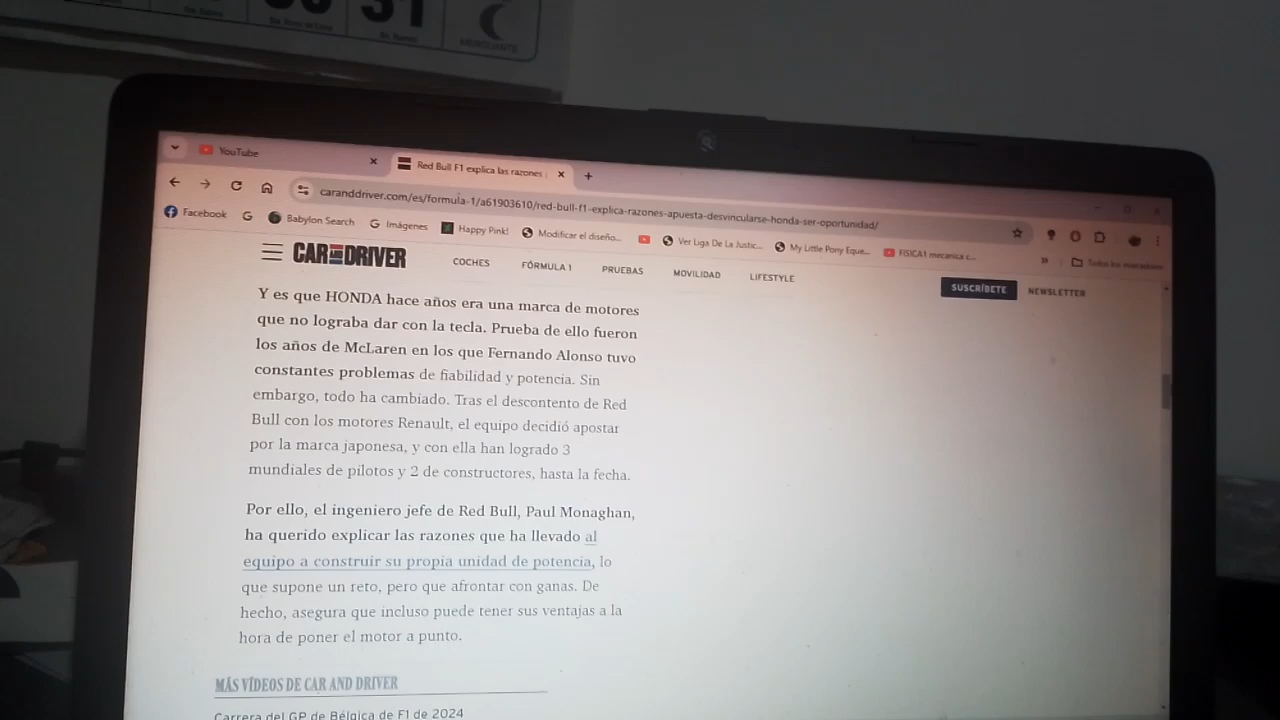 31
MENGUANTE
YouTube
Red Bull F1 explica las razones
caranddriver.com/es/formula-1/a61903610/red-bull-f1-explica-razones-apuesta-desvincularse-honda-ser-oportunidad/
Facebook
Babylon Search
Imágenes
Happy Pink!
Modificar el diseño...
Ver Liga De La Justic...
My Little Pony Eque...
FISICA1 mecanica c...
»
Todos los marcadores
CAR AND DRIVER
COCHES
FÓRMULA 1
PRUEBAS
MOVILIDAD
LIFESTYLE
SUSCRÍBETE
NEWSLETTER
Y es que HONDA hace años era una marca de motores
que no lograba dar con la tecla. Prueba de ello fueron
los años de McLaren en los que Fernando Alonso tuvo
constantes problemas de fiabilidad y potencia. Sin
embargo, todo ha cambiado. Tras el descontento de Red
Bull con los motores Renault, el equipo decidió apostar
por la marca japonesa, y con ella han logrado 3
mundiales de pilotos y 2 de constructores, hasta la fecha.
Por ello, el ingeniero jefe de Red Bull, Paul Monaghan,
ha querido explicar las razones que ha llevado al
equipo a construir su propia unidad de potencia, lo
que supone un reto, pero que afrontar con ganas. De
hecho, asegura que incluso puede tener sus ventajas a la
hora de poner el motor a punto.
MÁS VÍDEOS DE CAR AND DRIVER
Carrera del GP de Bélgica de F1 de 2024